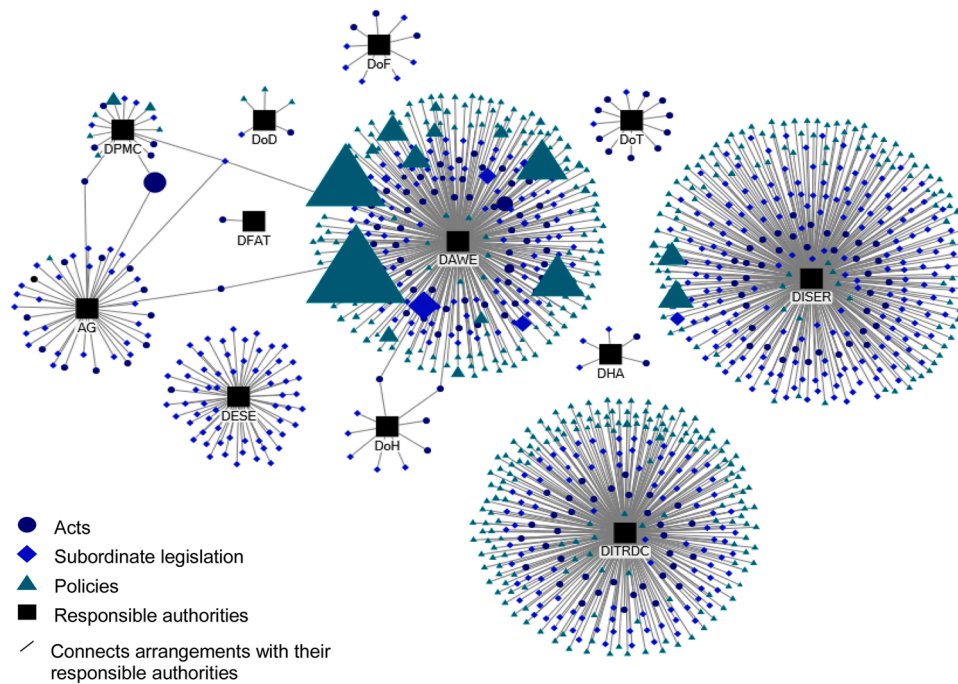 DoF
DPMC
DoD
DoT
DFAT
DAWE
DISER
AG
DHA
DESE
DoH
DITRDC
Acts
Subordinate legislation
Policies
Responsible authorities
Connects arrangements with their
responsible authorities